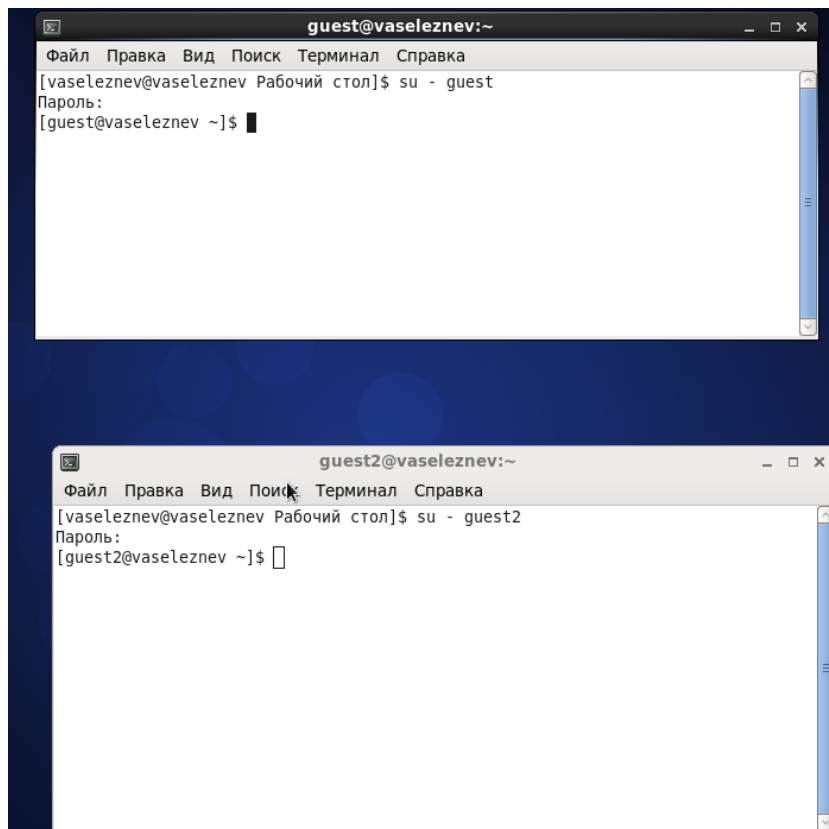 guest@vaseleznev:~
Файл Правка Вид Поиск Терминал Справка
[vaseleznev@vaseleznev Рабочий стол]$ su - guest
Пароль:
[guest@vaseleznev ~]$
guest2@vaseleznev:~
Файл Правка Вид Поиск Терминал Справка
[vaseleznev@vaseleznev Рабочий стол]$ su - guest2
Пароль:
[guest2@vaseleznev ~]$